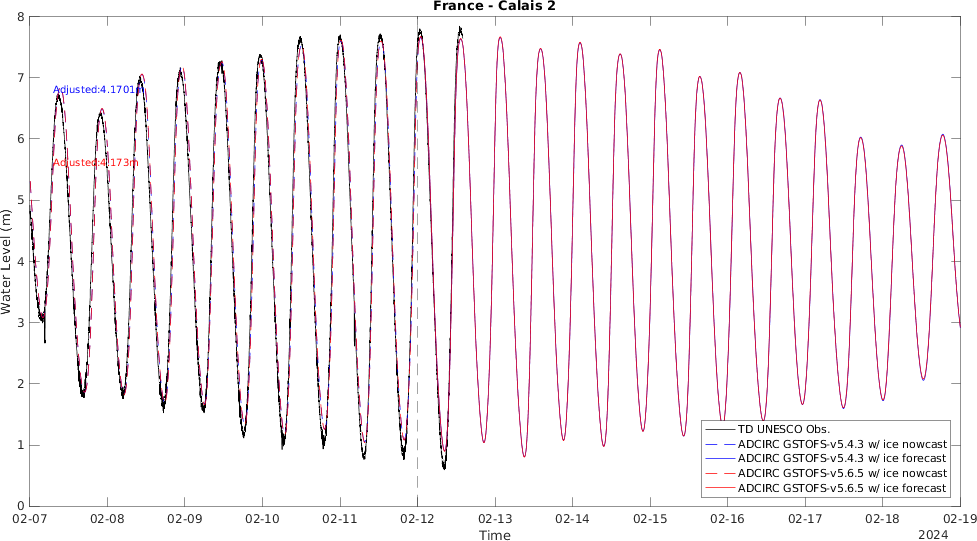 France - Calais 2
Water Level (m)
8
7
6
5
4
3
2
1
0
Adjusted:4.1701m
Adjusted:4.173m
TD UNESCO Obs.
ADCIRC GSTOFS-v5.4.3 w/ ice nowcast
ADCIRC GSTOFS-v5.4.3 w/ ice forecast
ADCIRC GSTOFS-v5.6.5 w/ ice nowcast
ADCIRC GSTOFS-v5.6.5 w/ ice forecast
02-07 02-08 02-09 02-10 02-11 02-12 02-13 02-14 02-15 02-16 02-17 02-18 02-19
Time
2024